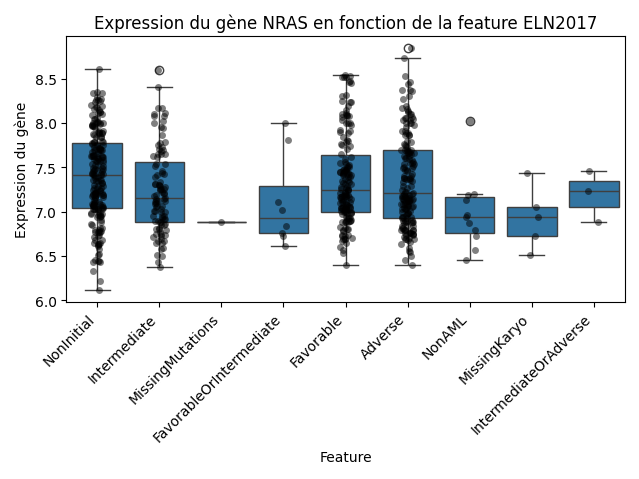 Expression du gène NRAS en fonction de la feature ELN2017
Expression du gène
8.5
8.0
7.5
7.0
6.5
6.0
NonInitial
Intermediate
MissingMutations
FavorableOrIntermediate
Favorable
Adverse
NonAML
MissingKaryo
IntermediateOrAdverse
Feature